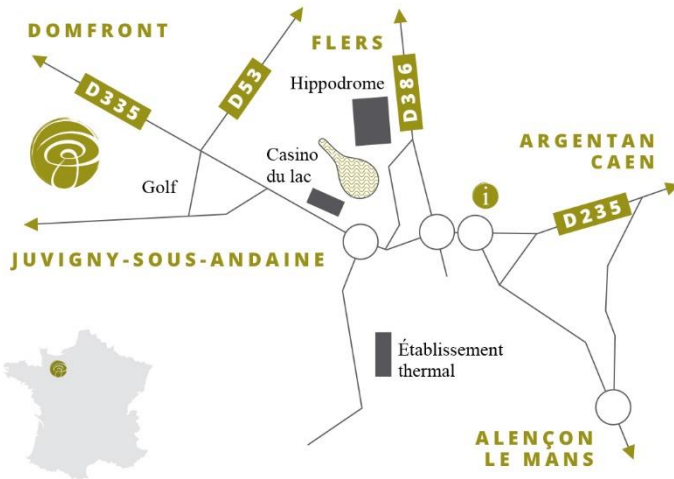 DOMFRONT
FLERS
D335
D53
D386
Hippodrome
Casino
du lac
Golf
i
ARGENTAN
CAEN
D235
JUVIGNY-SOUS-ANDAINE
Établissement
thermal
ALENÇON
LE MANS